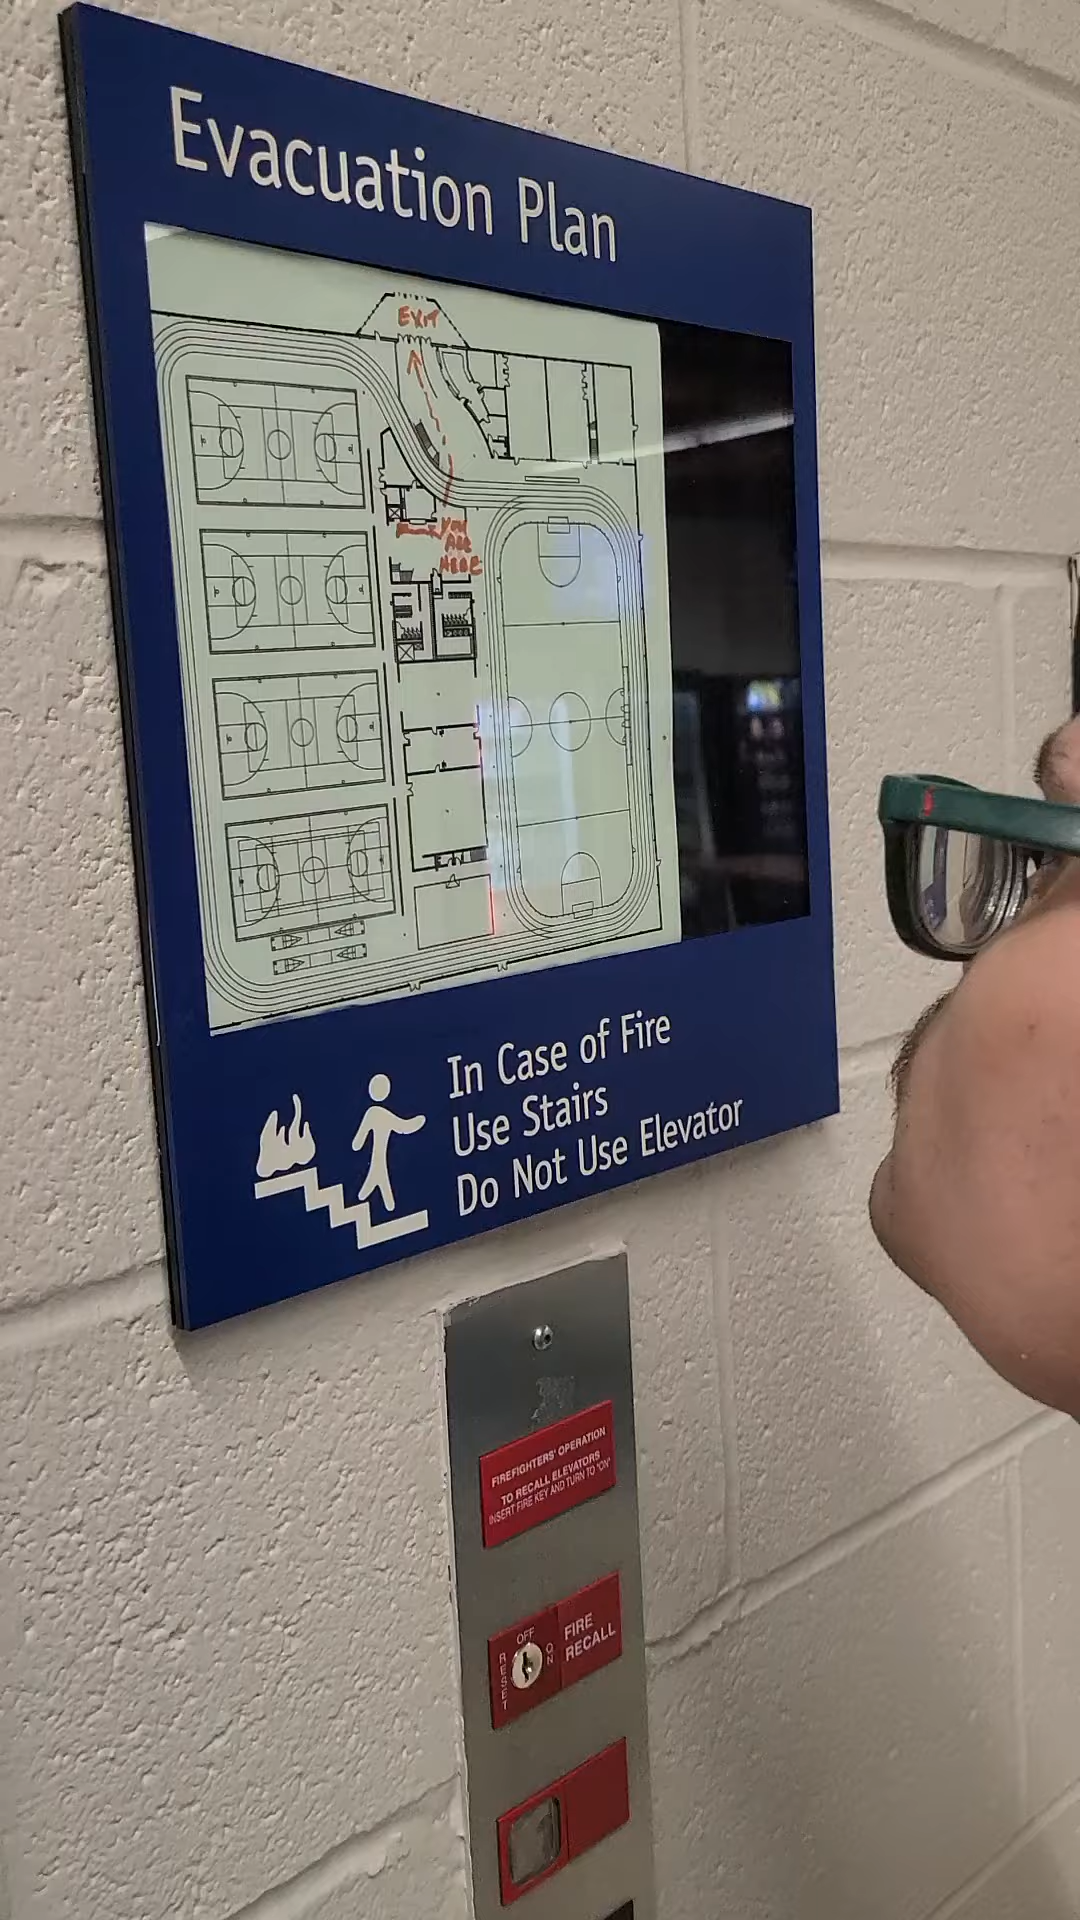 Evacuation Plan
EXIT
YOU
ARE
HERE
In Case of Fire
Use Stairs
Do Not Use Elevator
FIREFIGHTERS' OPERATION
TO RECALL ELEVATORS
INSERT FIRE KEY AND TURN TO "ON"
OFF
RESET
ON
FIRE
RECALL